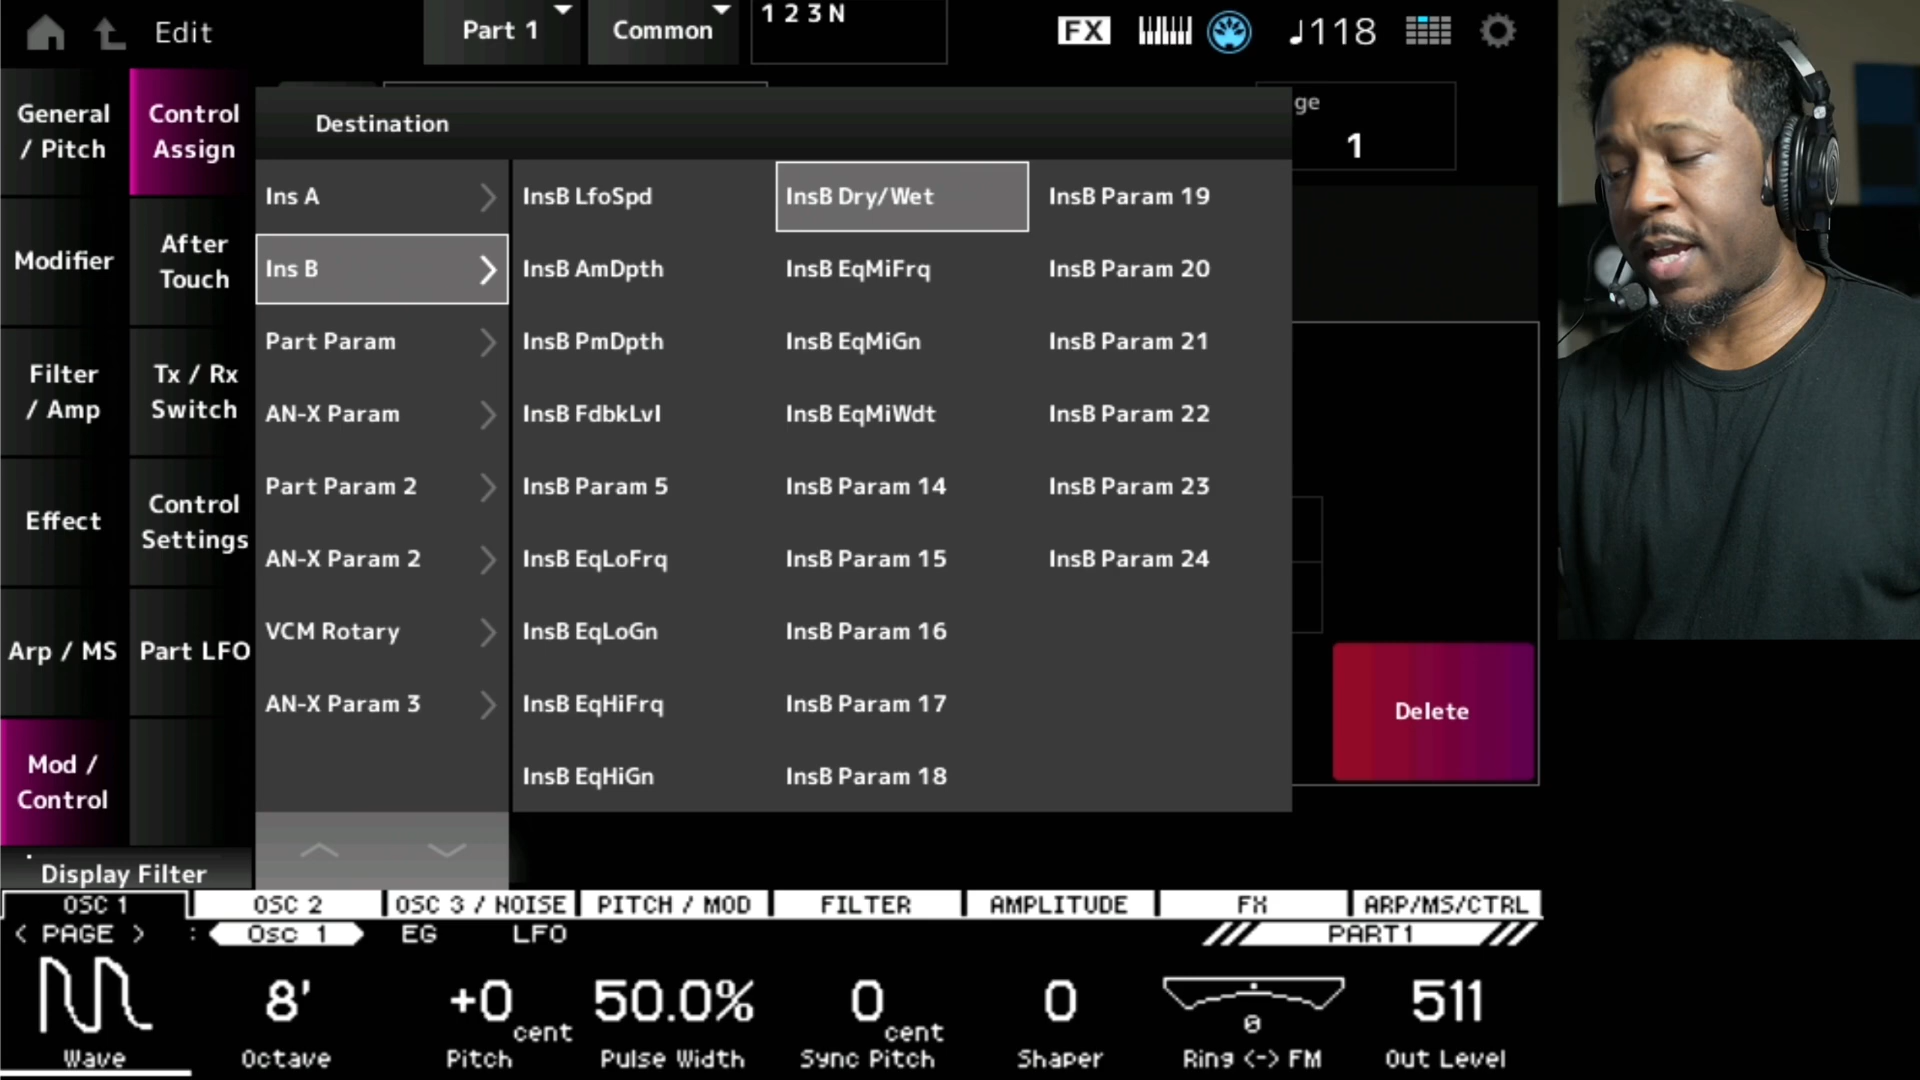 Edit
Part 1
Common
1 2 3 N
FX
♩118
General
/ Pitch
Control
Assign
Modifier
After
Touch
Filter
/ Amp
Tx / Rx
Switch
Effect
Control
Settings
Arp / MS
Part LFO
Mod /
Control
Display Filter
Destination
ge
1
Ins A
Ins B
Part Param
AN-X Param
Part Param 2
AN-X Param 2
VCM Rotary
AN-X Param 3
InsB LfoSpd
InsB AmDpth
InsB PmDpth
InsB FdbkLvl
InsB Param 5
InsB EqLoFrq
InsB EqLoGn
InsB EqHiFrq
InsB EqHiGn
InsB Dry/Wet
InsB EqMiFrq
InsB EqMiGn
InsB EqMiWdt
InsB Param 14
InsB Param 15
InsB Param 16
InsB Param 17
InsB Param 18
InsB Param 19
InsB Param 20
InsB Param 21
InsB Param 22
InsB Param 23
InsB Param 24
Delete
OSC 1 OSC 2 OSC 3 / NOISE PITCH / MOD FILTER AMPLITUDE FX ARP/MS/CTRL
< PAGE > : Osc 1 EG LFO PART1
8' +0 cent 50.0% 0 cent 0 0 511
Wave Octave Pitch Pulse Width Sync Pitch Shaper Ring <-> FM Out Level